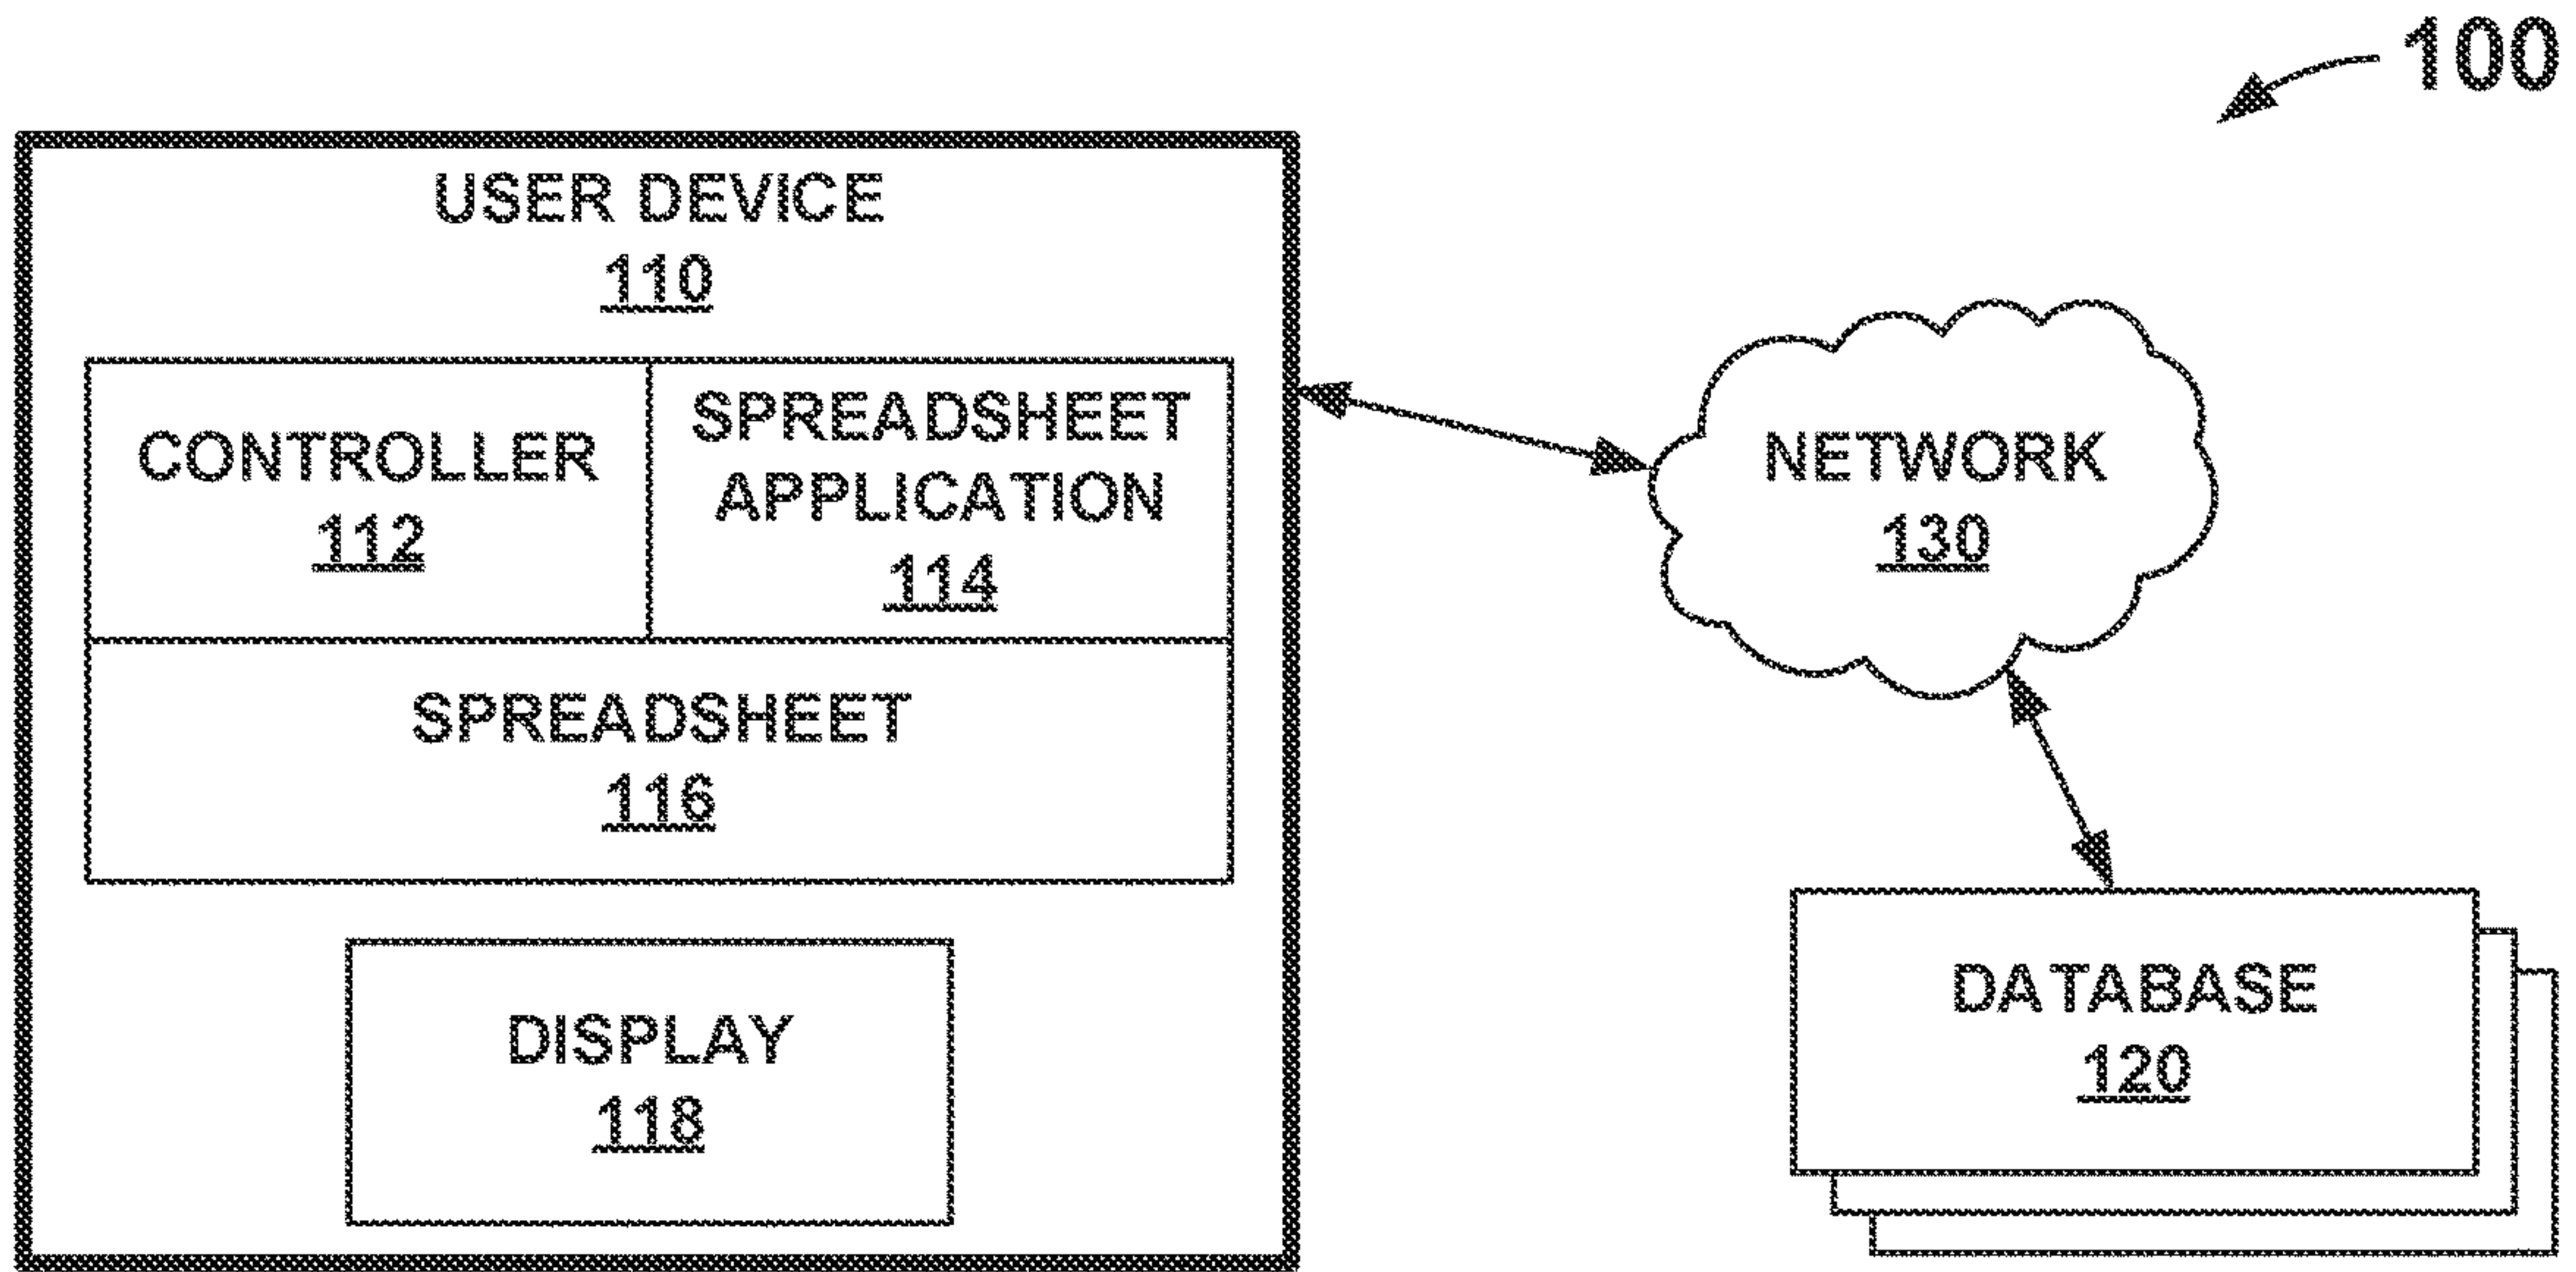 100
USER DEVICE
110
CONTROLLER
112
SPREADSHEET
APPLICATION
114
SPREADSHEET
116
DISPLAY
118
NETWORK
130
DATABASE
120